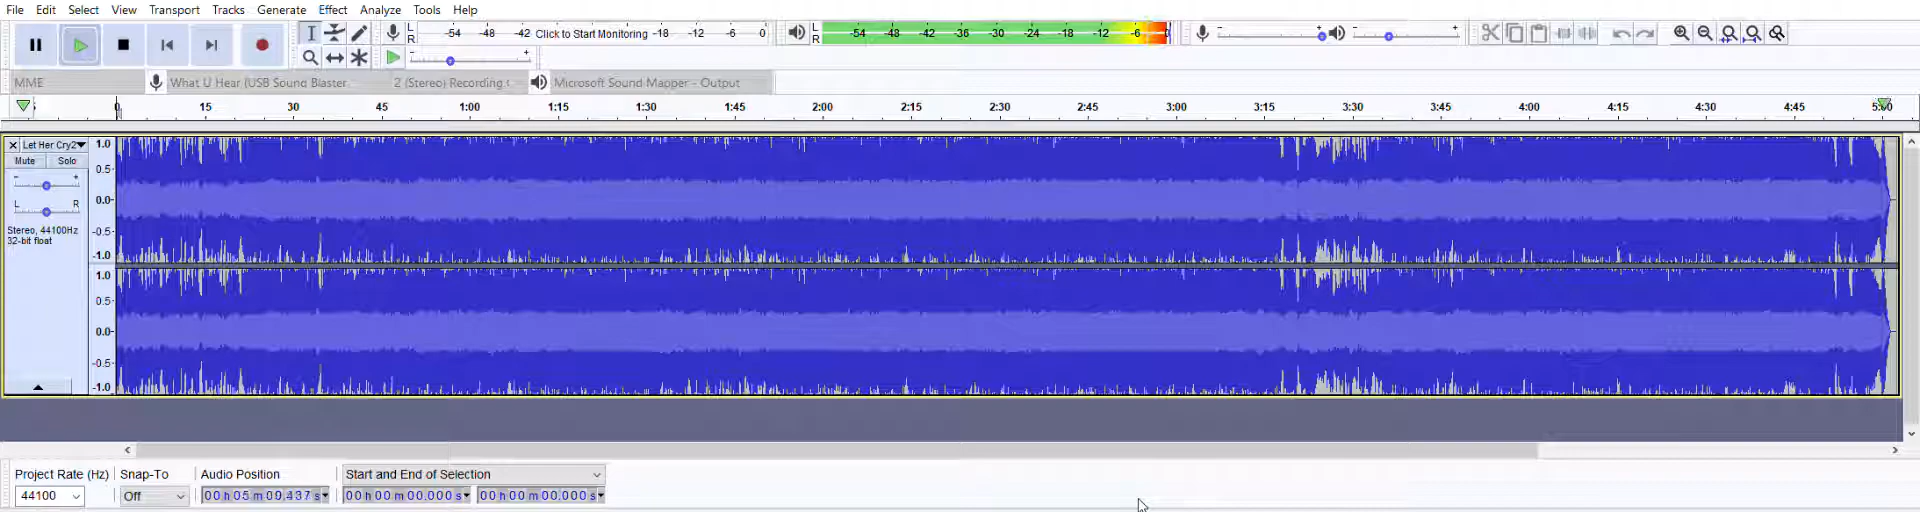 File Edit View Transport Tracks Generate Effect Analyze Tools Help
L R -54 -48 -42 Click to Start Monitoring -18 -12 -6 0
L R -54 -48 -42 -36 -30 -24 -18 -12 -6 0
MME What U Hear (USB Sound Blaster 2 (Stereo) Recording Microsoft Sound Mapper - Output
0 15 30 45 1:00 1:15 1:30 1:45 2:00 2:15 2:30 2:45 3:00 3:15 3:30 3:45 4:00 4:15 4:30 4:45 5:00
Let Her Cry2 1.0
Mute Solo
- + 0.5
L R 0.0
Stereo, 44100Hz -0.5
32-bit float
-1.0
1.0
0.5
0.0
-0.5
-1.0
Project Rate (Hz) Snap-To Audio Position Start and End of Selection
44100 Off 00 h 05 m 09.437 s 00 h 00 m 00.000 s 00 h 00 m 00.000 s